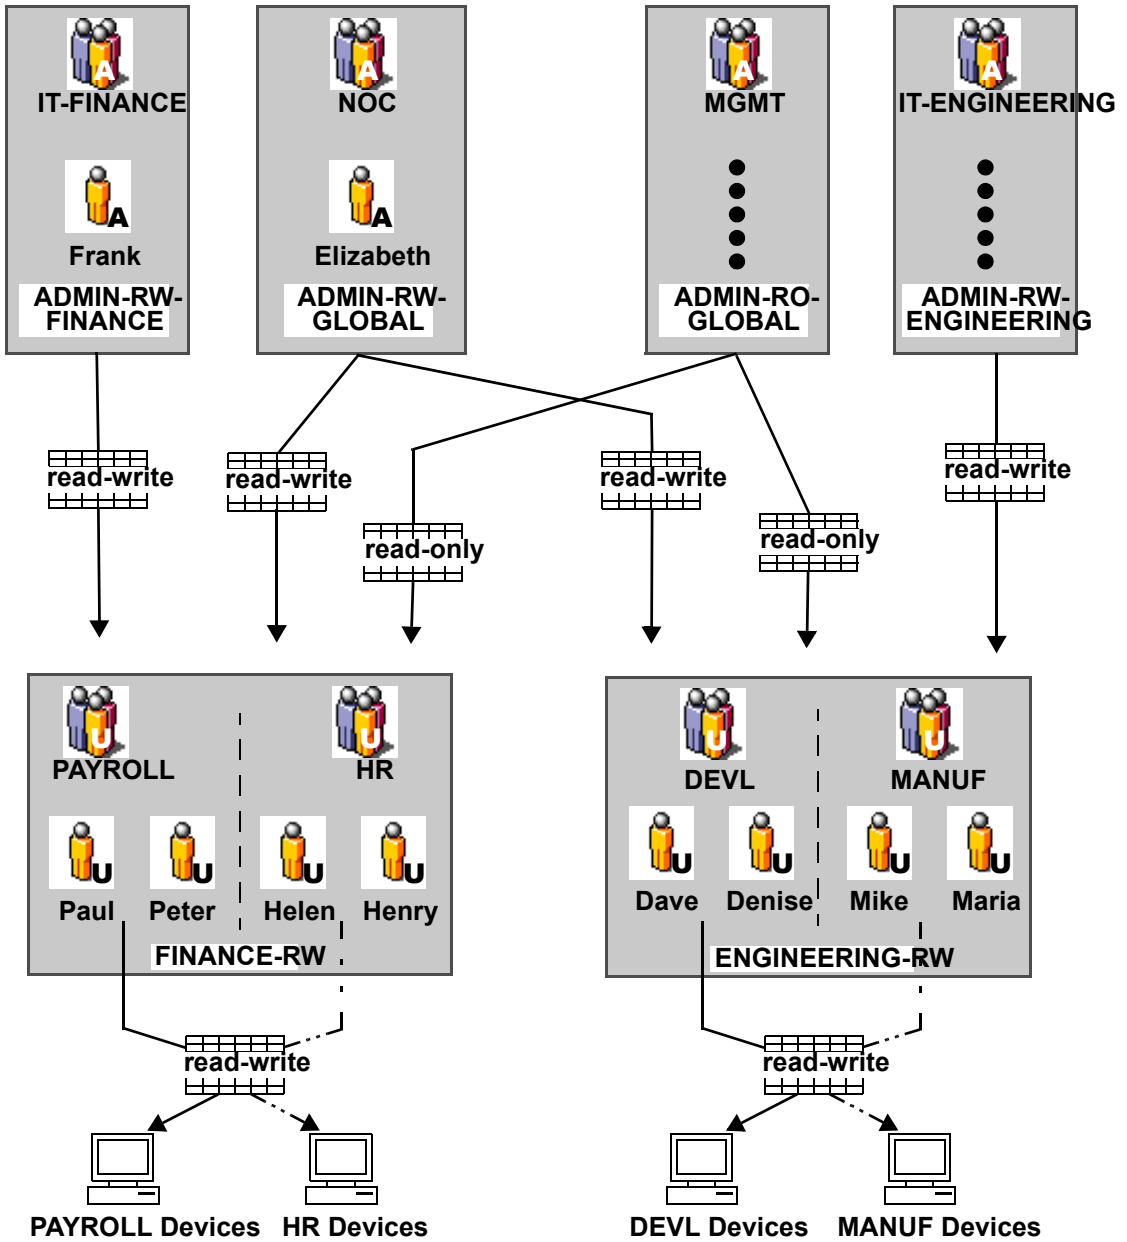 A A A A
IT-FINANCE NOC MGMT IT-ENGINEERING
A A
Frank Elizabeth
ADMIN-RW- ADMIN-RW- ADMIN-RO- ADMIN-RW-
FINANCE GLOBAL GLOBAL ENGINEERING
read-write read-write read-write read-write
read-only read-only
U U U U
PAYROLL HR DEVL MANUF
U U U U U U U U
Paul Peter Helen Henry Dave Denise Mike Maria
FINANCE-RW ENGINEERING-RW
read-write read-write
PAYROLL Devices HR Devices DEVL Devices MANUF Devices